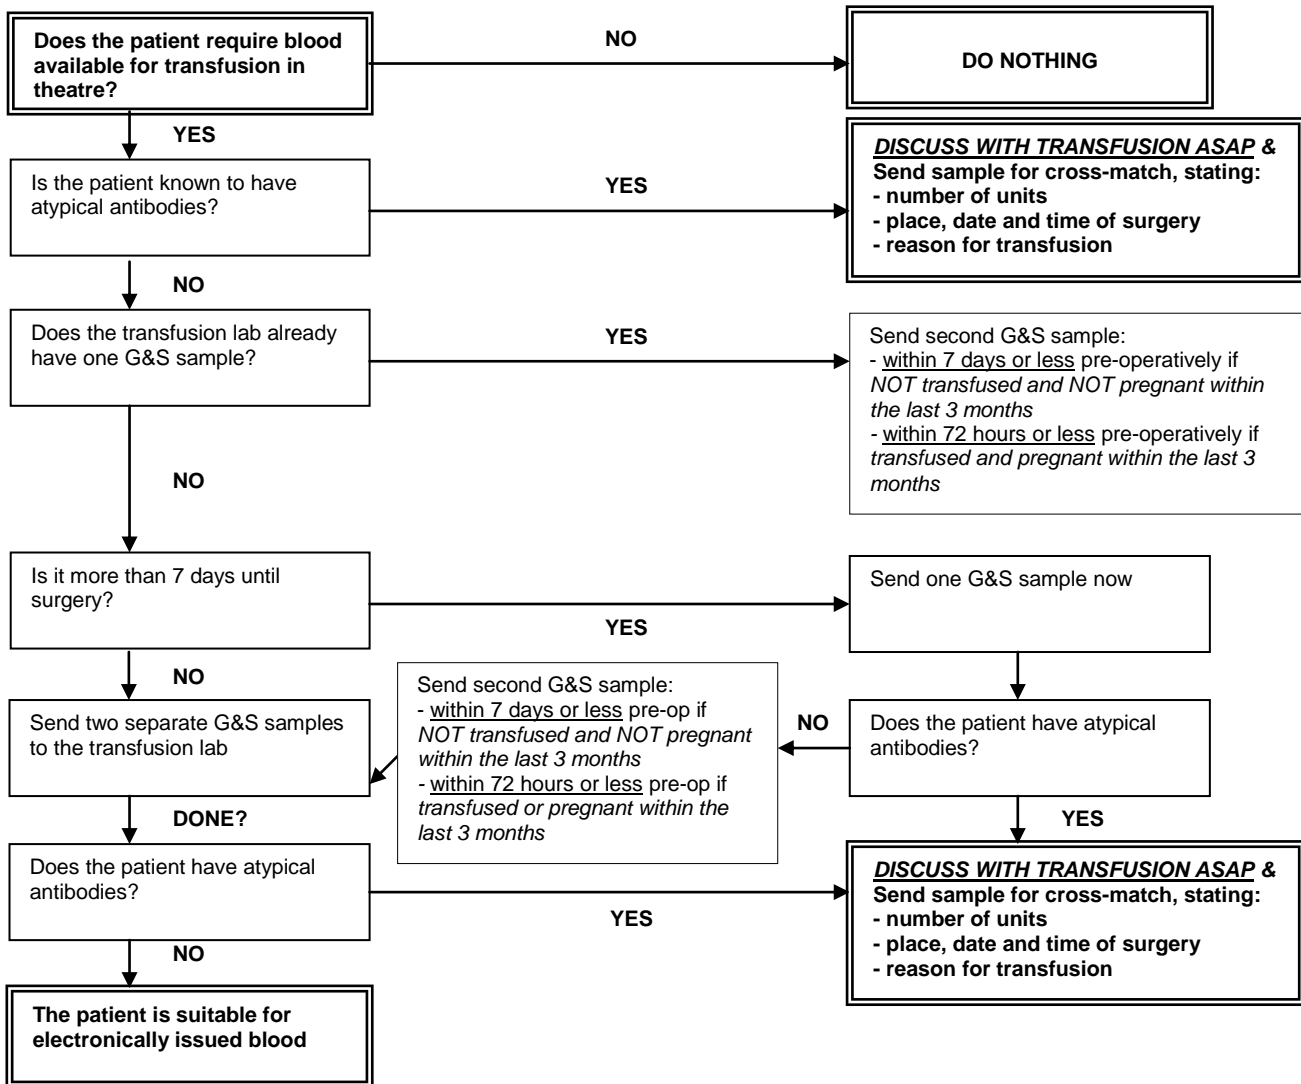 Does the patient require blood
available for transfusion in
theatre?
NO
DO NOTHING
YES
Is the patient known to have
atypical antibodies?
YES
DISCUSS WITH TRANSFUSION ASAP &
Send sample for cross-match, stating:
- number of units
- place, date and time of surgery
- reason for transfusion
NO
Does the transfusion lab already
have one G&S sample?
YES
Send second G&S sample:
- within 7 days or less pre-operatively if
NOT transfused and NOT pregnant within
the last 3 months
- within 72 hours or less pre-operatively if
transfused and pregnant within the last 3
months
NO
Is it more than 7 days until
surgery?
YES
Send one G&S sample now
NO
Send two separate G&S samples
to the transfusion lab
Send second G&S sample:
- within 7 days or less pre-op if
NOT transfused and NOT pregnant
within the last 3 months
- within 72 hours or less pre-op if
transfused or pregnant within the
last 3 months
NO
Does the patient have atypical
antibodies?
DONE?
YES
Does the patient have atypical
antibodies?
YES
DISCUSS WITH TRANSFUSION ASAP &
Send sample for cross-match, stating:
- number of units
- place, date and time of surgery
- reason for transfusion
NO
The patient is suitable for
electronically issued blood